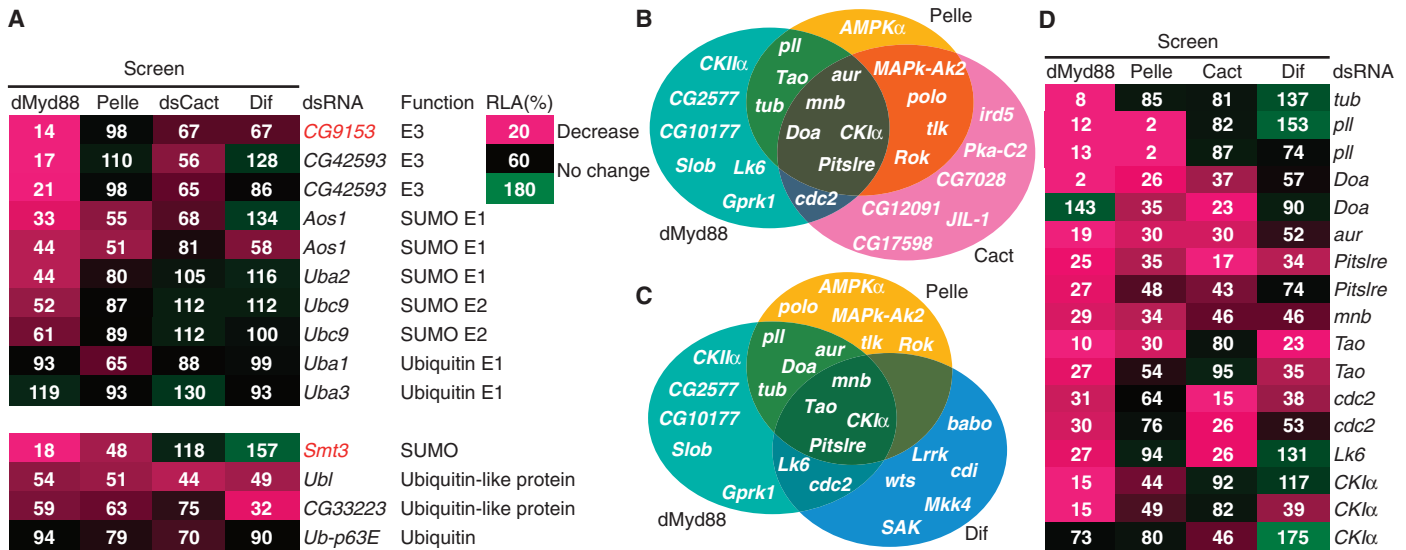 A
Screen
dMyd88 Pelle dsCact Dif dsRNA Function RLA(%)
14 98 67 67 CG9153 E3 20 Decrease
17 110 56 128 CG42593 E3 60 No change
21 98 65 86 CG42593 E3 180
33 55 68 134 Aos1 SUMO E1
44 51 81 58 Aos1 SUMO E1
44 80 105 116 Uba2 SUMO E1
52 87 112 112 Ubc9 SUMO E2
61 89 112 100 Ubc9 SUMO E2
93 65 88 99 Uba1 Ubiquitin E1
119 93 130 93 Uba3 Ubiquitin E1
18 48 118 157 Smt3 SUMO
54 51 44 49 Ubl Ubiquitin-like protein
59 63 75 32 CG33223 Ubiquitin-like protein
94 79 70 90 Ub-p63E Ubiquitin
B
Pelle
AMPKα
pll
CKIIα
Tao
aur
MAPk-Ak2
CG2577
tub
mnb
polo
ird5
CG10177
Doa
CKIα
tlk
Pka-C2
Slob
Lk6
Pitslre
Rok
CG7028
Gprk1
cdc2
CG12091
JIL-1
dMyd88
CG17598
Cact
C
Pelle
AMPKα
polo
MAPk-Ak2
pll
aur
tlk
Rok
CKIIα
Doa
CG2577
tub
mnb
CG10177
Tao
CKIα
babo
Slob
Pitslre
Lrrk
Lk6
cdi
Gprk1
cdc2
wts
Mkk4
dMyd88
SAK
Dif
D
Screen
dMyd88 Pelle Cact Dif dsRNA
8 85 81 137 tub
12 2 82 153 pll
13 2 87 74 pll
2 26 37 57 Doa
143 35 23 90 Doa
19 30 30 52 aur
25 35 17 34 Pitslre
27 48 43 74 Pitslre
29 34 46 46 mnb
10 30 80 23 Tao
27 54 95 35 Tao
31 64 15 38 cdc2
30 76 26 53 cdc2
27 94 26 131 Lk6
15 44 92 117 CKIα
15 49 82 39 CKIα
73 80 46 175 CKIα